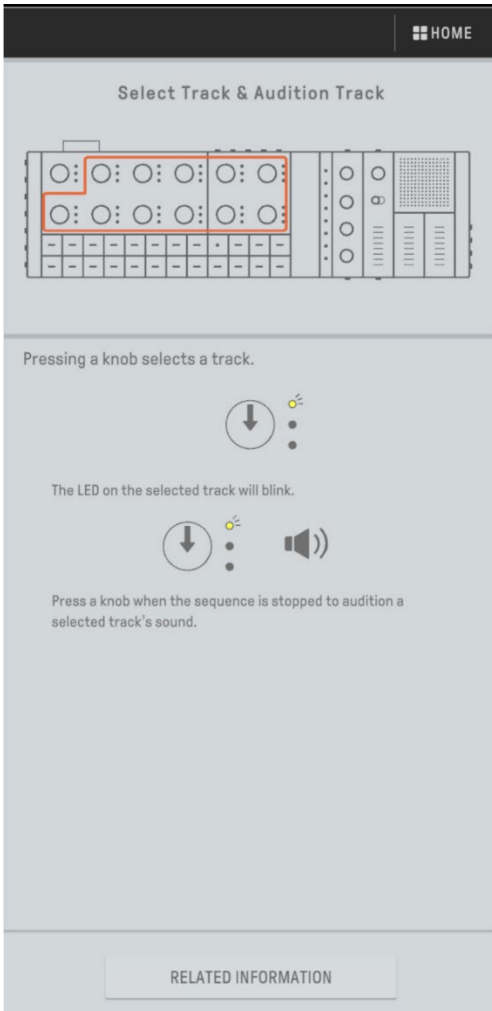 HOME
Select Track & Audition Track
Pressing a knob selects a track.
The LED on the selected track will blink.
Press a knob when the sequence is stopped to audition a
selected track's sound.
RELATED INFORMATION